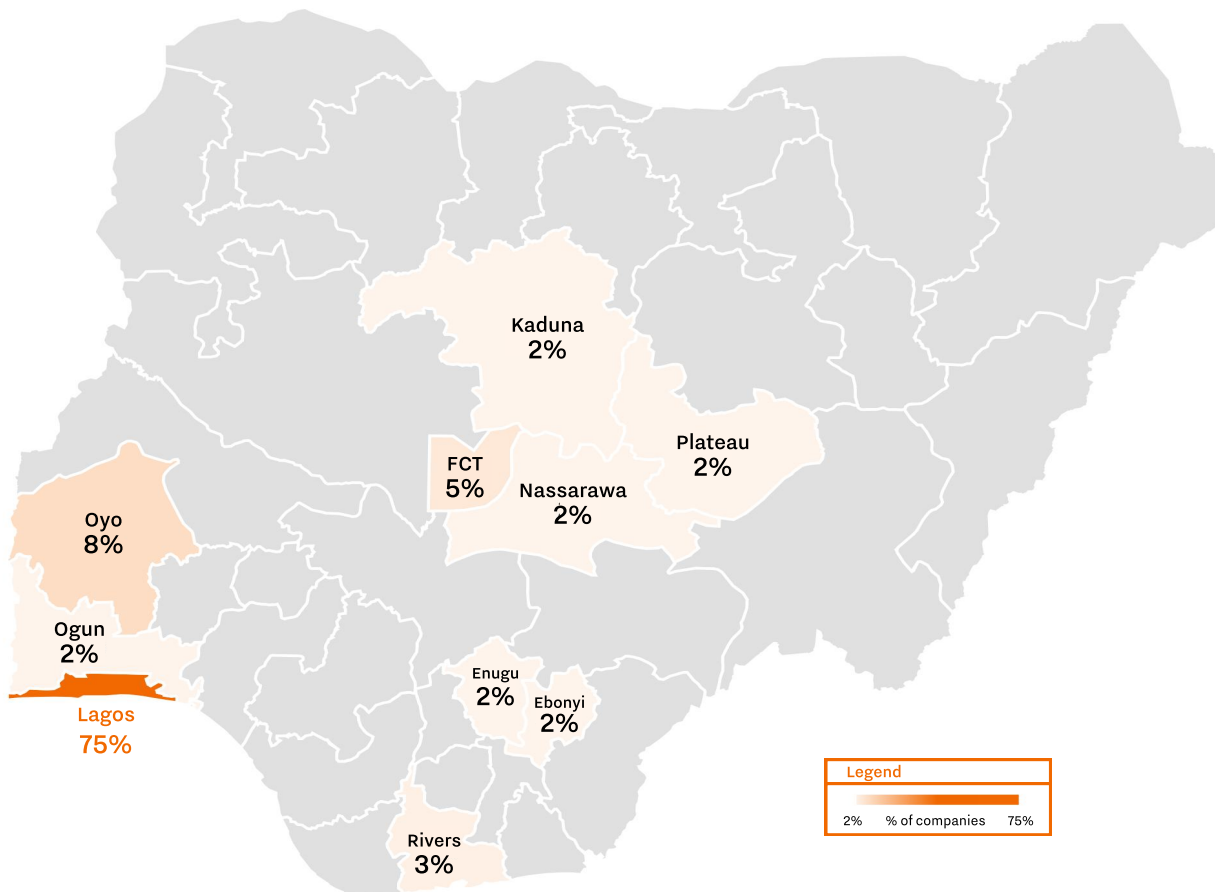 Kaduna
2%
Plateau
2%
FCT
5%
Nassarawa
2%
Oyo
8%
Ogun
2%
Lagos
75%
Enugu
2%
Ebonyi
2%
Rivers
3%
Legend
2% % of companies 75%